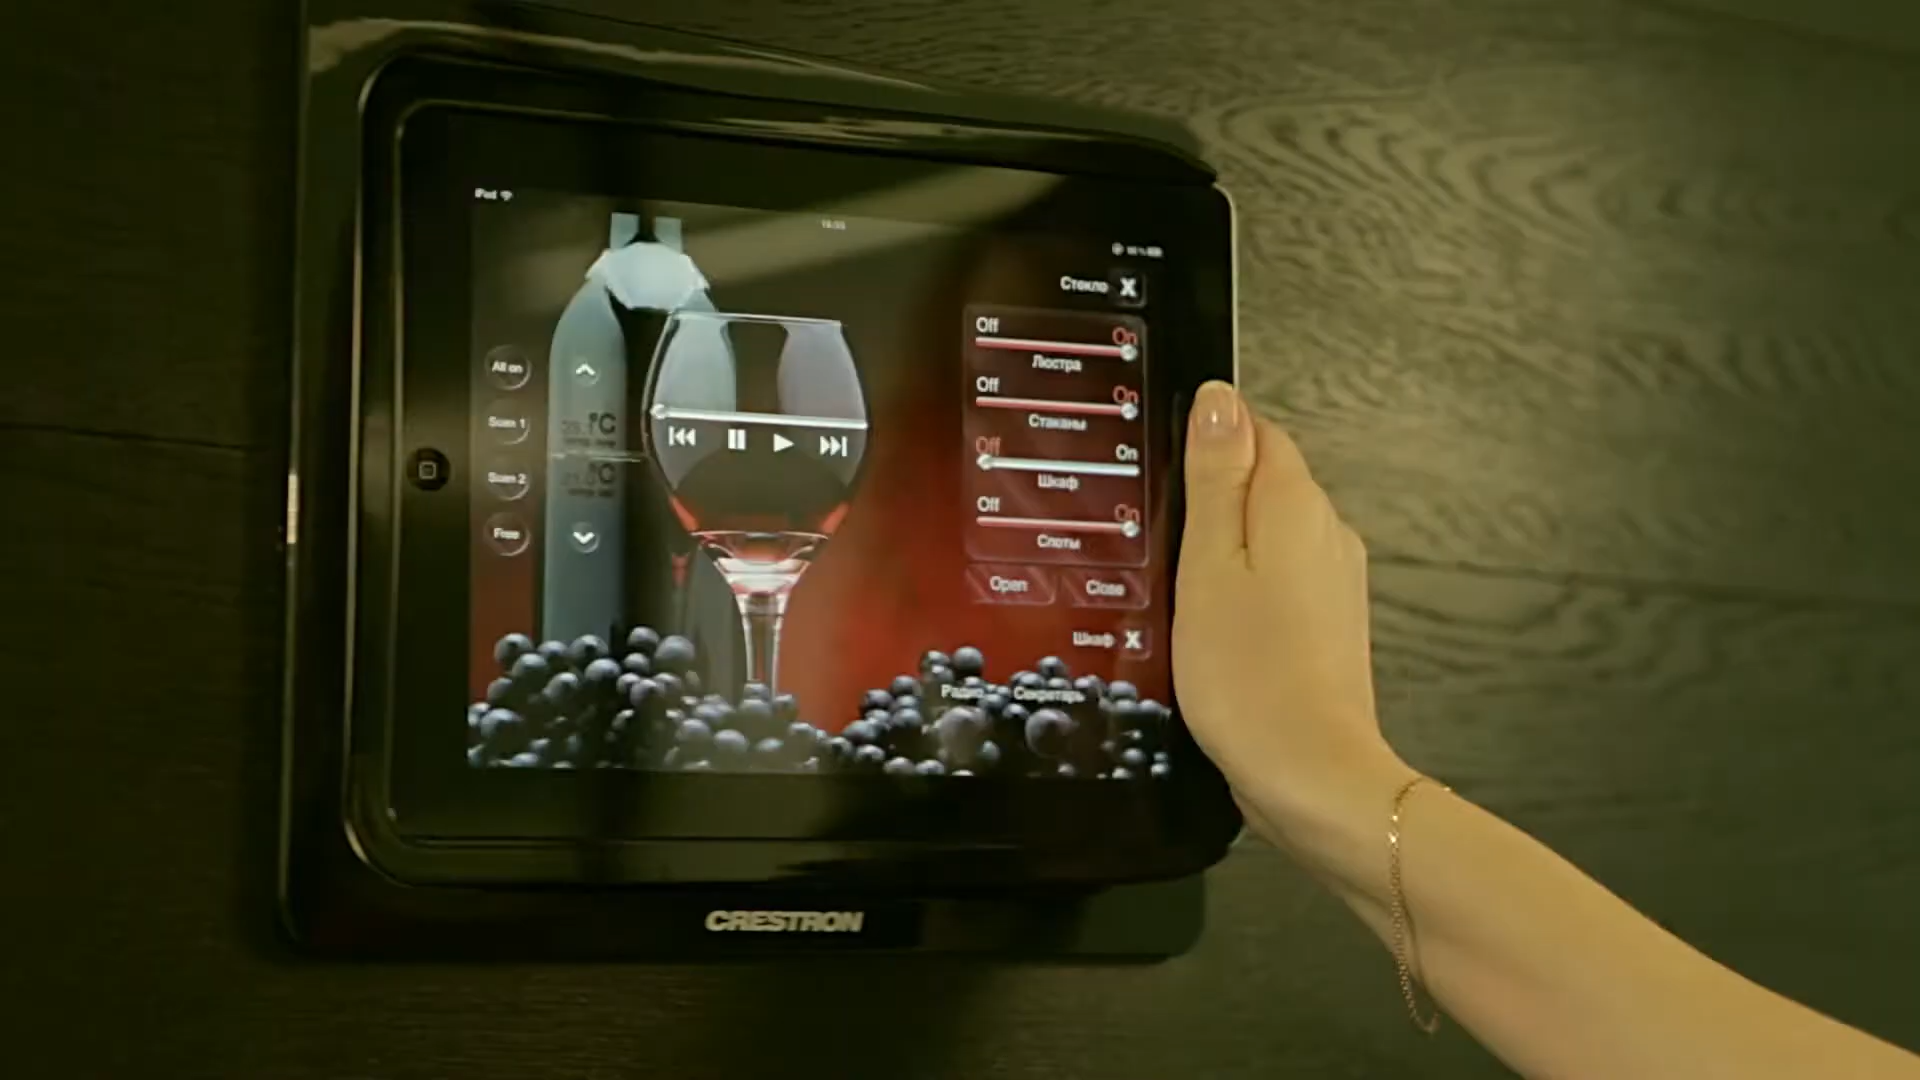 iPad
Стекло X
Off On
Люстра
Off On
Стаканы
Off On
Шкаф
Off On
Споты
Open Close
Шкаф X
Радио Секретарь
All on
Scen 1
Scen 2
Free
°C
°C
CRESTRON